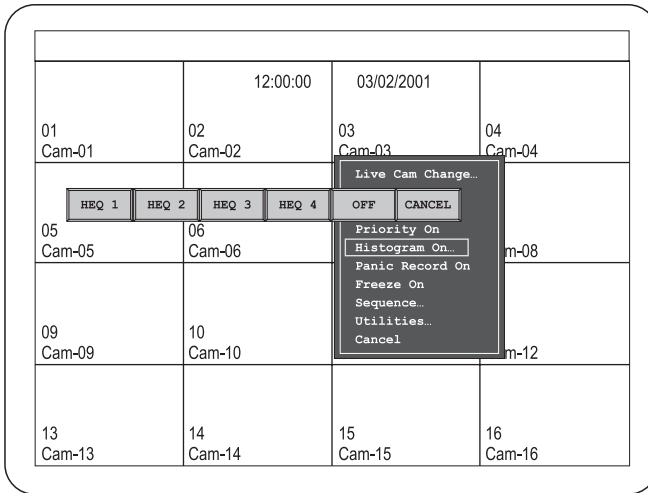 12:00:00 03/02/2001
01 02 03 04
Cam-01 Cam-02 Cam-03 Cam-04
Live Cam Change…
HEQ 1 HEQ 2 HEQ 3 HEQ 4 OFF CANCEL
05 06 Priority On
Cam-05 Cam-06 Histogram On… m-08
Panic Record On
Freeze On
Sequence…
Utilities…
09 10 Cancel
Cam-09 Cam-10 m-12
13 14 15 16
Cam-13 Cam-14 Cam-15 Cam-16